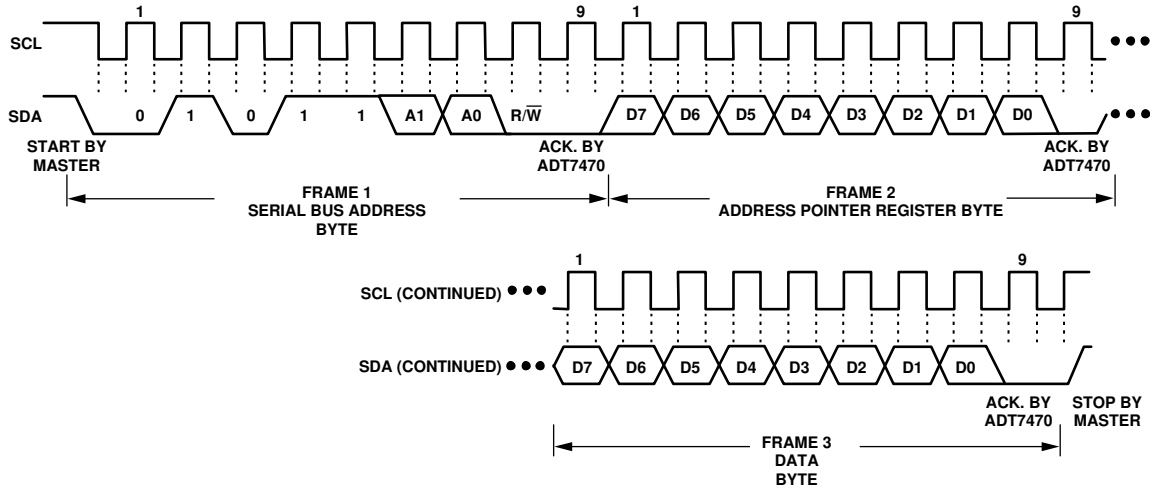 1 9 1 9
SCL
SDA 0 1 0 1 1 A1 A0 R/W̅ D7 D6 D5 D4 D3 D2 D1 D0
START BY
MASTER
ACK. BY
ADT7470
ACK. BY
ADT7470
FRAME 1
SERIAL BUS ADDRESS
BYTE
FRAME 2
ADDRESS POINTER REGISTER BYTE
1 9
SCL (CONTINUED)
SDA (CONTINUED) D7 D6 D5 D4 D3 D2 D1 D0
ACK. BY
ADT7470
STOP BY
MASTER
FRAME 3
DATA
BYTE